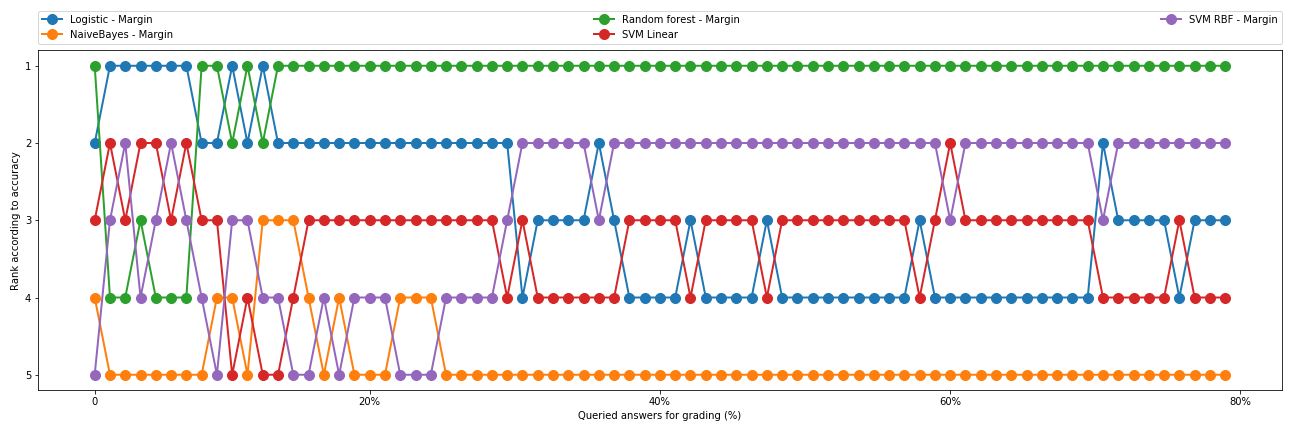 Logistic - Margin
NaiveBayes - Margin
Random forest - Margin
SVM Linear
SVM RBF - Margin
Rank according to accuracy
1
2
3
4
5
0 20% 40% 60% 80%
Queried answers for grading (%)